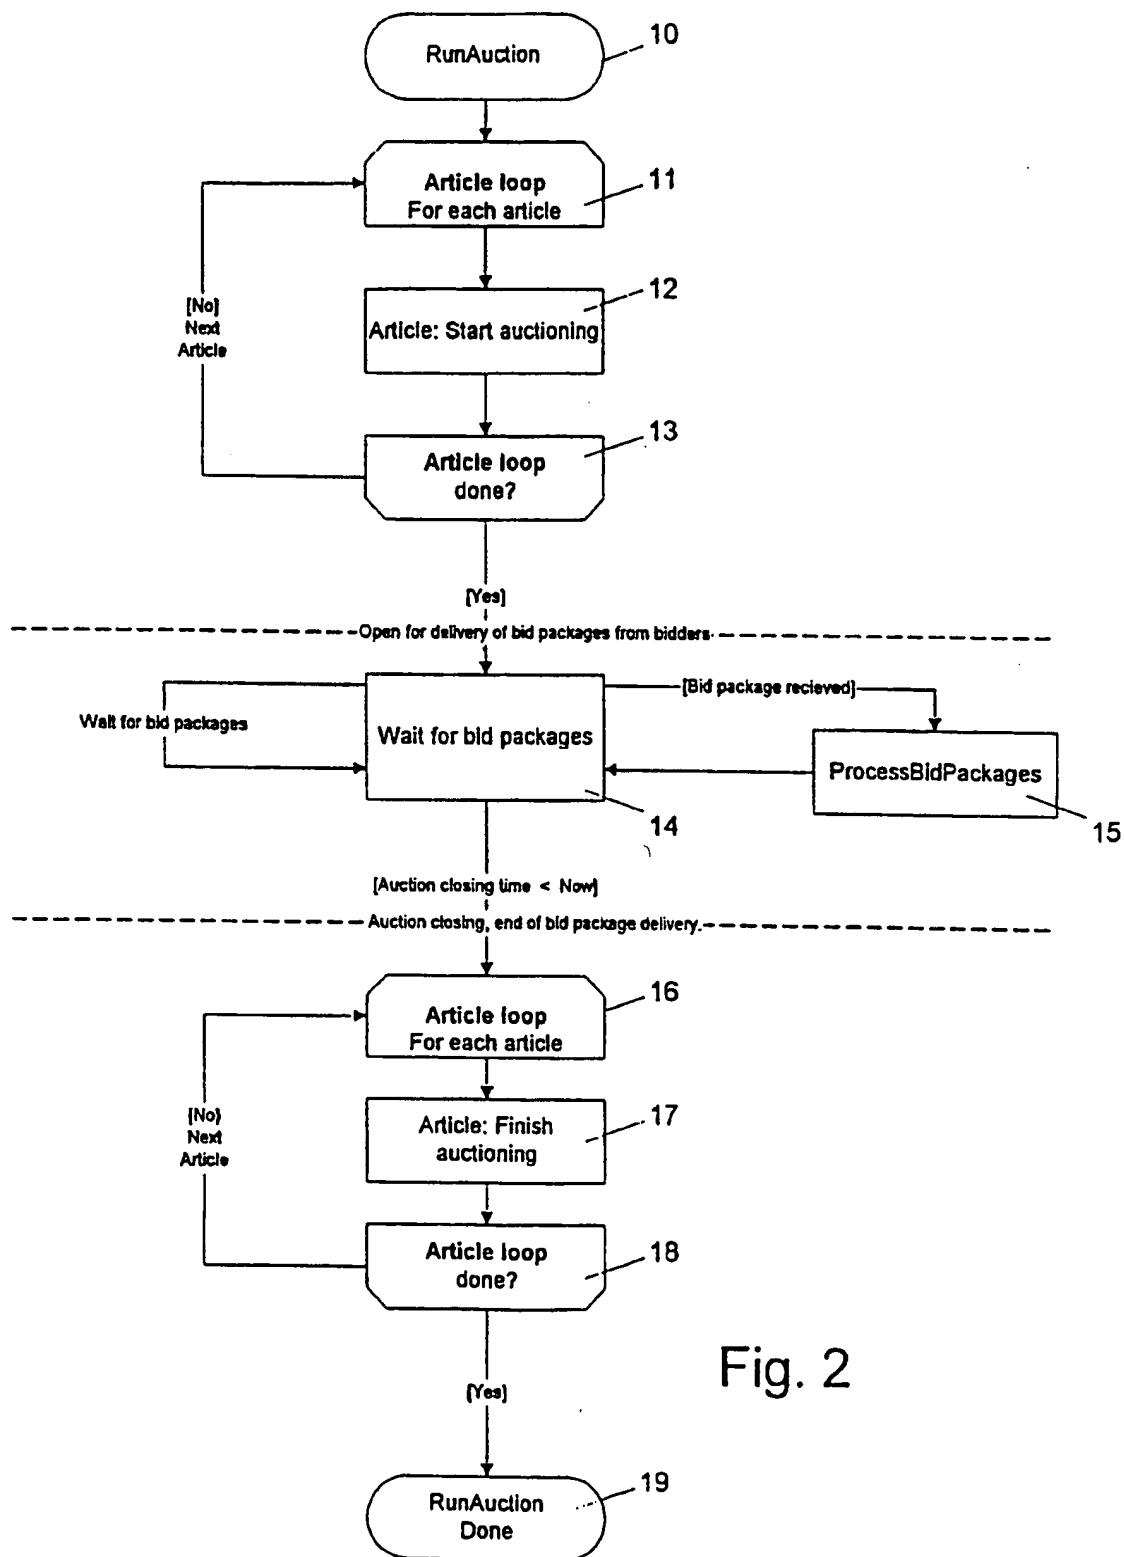 RunAuction
10
Article loop
For each article
11
[No]
Next
Article
Article: Start auctioning
12
Article loop
done?
13
[Yes]
Open for delivery of bid packages from bidders
Wait for bid packages
Wait for bid packages
14
[Bid package recieved]
ProcessBidPackages
15
[Auction closing time < Now]
Auction closing, end of bid package delivery.
Article loop
For each article
16
[No]
Next
Article
Article: Finish
auctioning
17
Article loop
done?
18
[Yes]
Fig. 2
RunAuction
Done
19